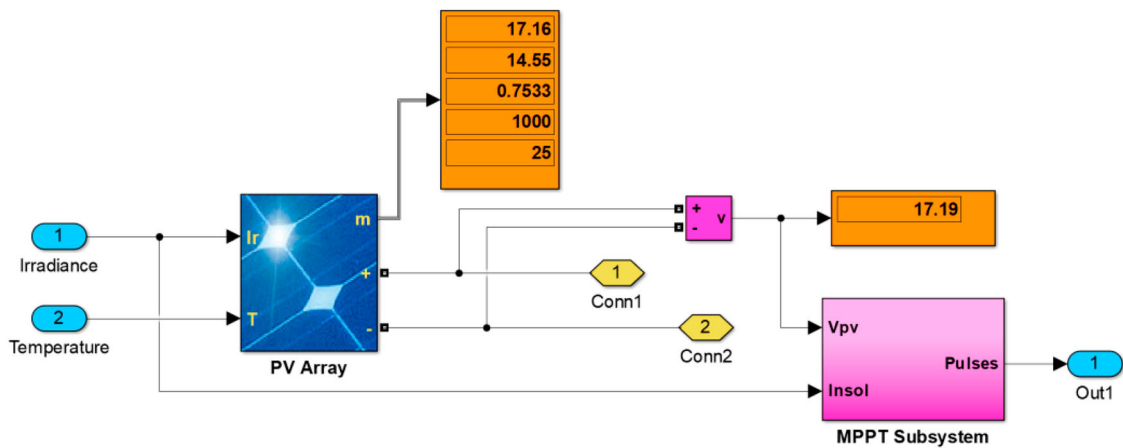 17.16
14.55
0.7533
1000
25
m
+
-
v
17.19
1
Ir
Irradiance
+
1
Conn1
2
T
Temperature
-
2
Conn2
PV Array
Vpv
Pulses
1
Out1
Insol
MPPT Subsystem